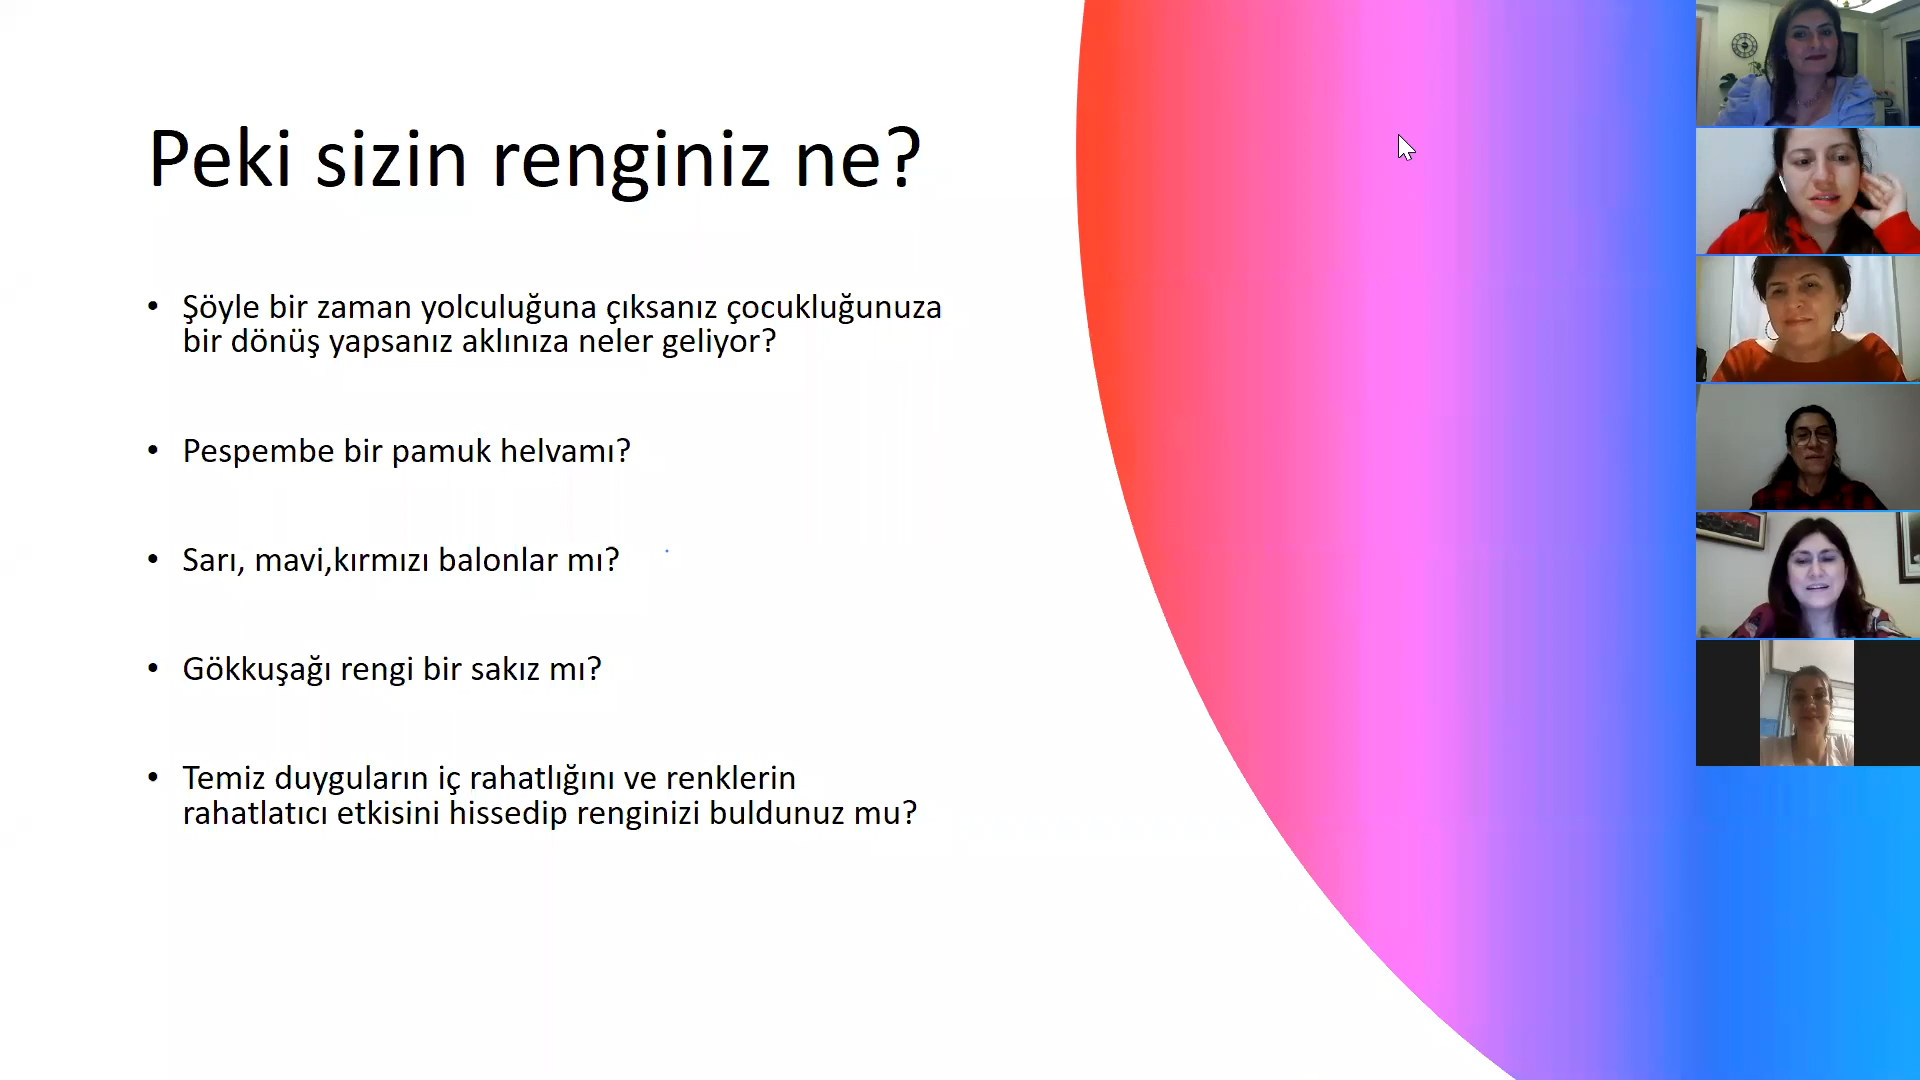 Peki sizin renginiz ne?
• Şöyle bir zaman yolculuğuna çıksanız çocukluğunuza
bir dönüş yapsanız aklınıza neler geliyor?
• Pespembe bir pamuk helvamı?
• Sarı, mavi,kırmızı balonlar mı?
• Gökkuşağı rengi bir sakız mı?
• Temiz duyguların iç rahatlığını ve renklerin
rahatlatıcı etkisini hissedip renginizi buldunuz mu?